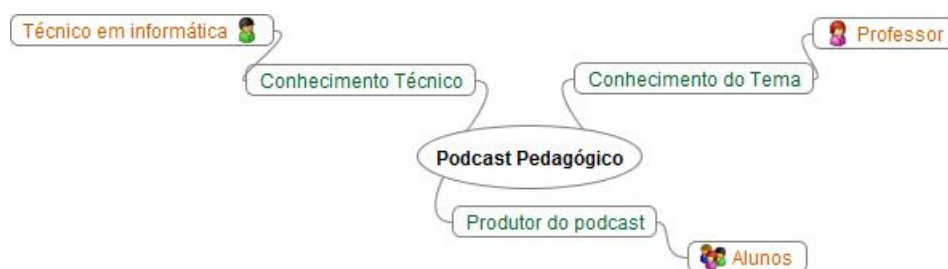 Técnico em informática
Professor
Conhecimento Técnico
Conhecimento do Tema
Podcast Pedagógico
Produtor do podcast
Alunos